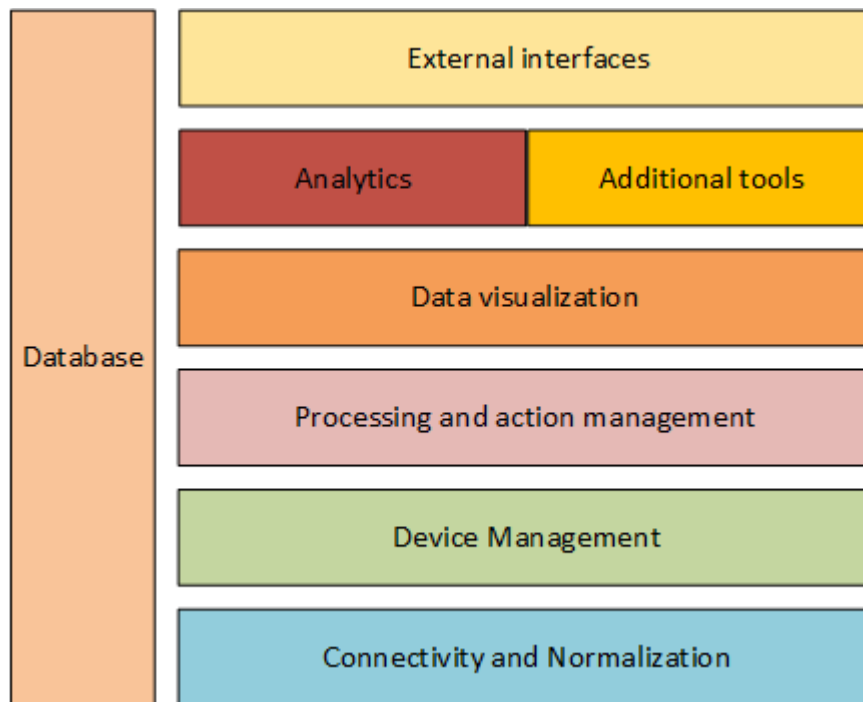 External interfaces
Analytics
Additional tools
Data visualization
Database
Processing and action management
Device Management
Connectivity and Normalization